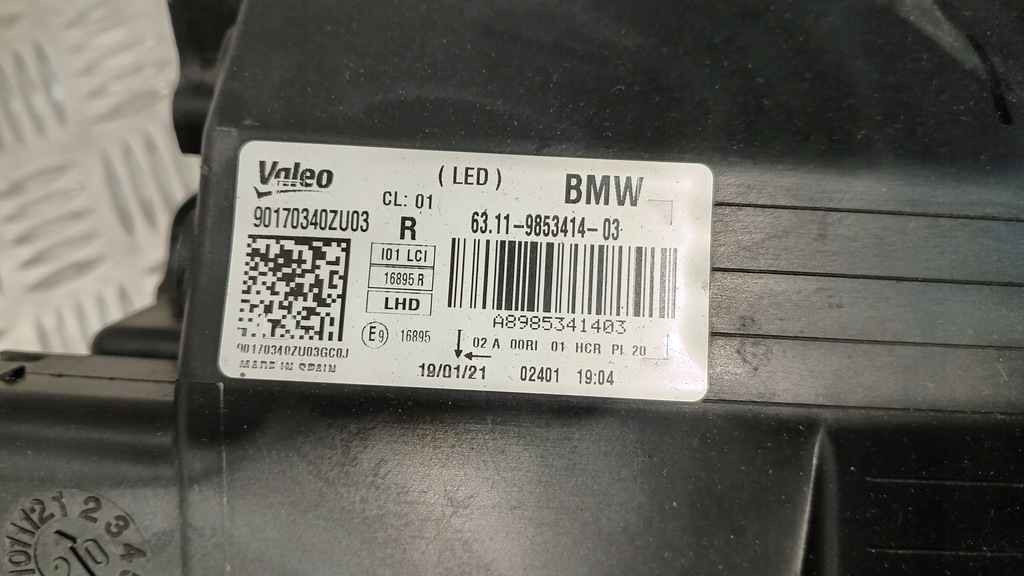 Valeo
( LED )
BMW
CL: 01
90170340ZU03
R
63.11-9853414-03
I01 LCI
16895 R
LHD
A8985341403
E9 16895
02 A 00RI 01 HCR PL 20
90170340ZU03GC0J
MADE IN SPAIN
19/01/21 02401 19:04